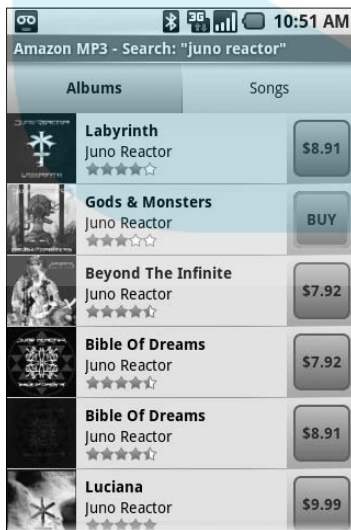 3G 10:51 AM
Amazon MP3 - Search: "juno reactor"
Albums Songs
Labyrinth
Juno Reactor
$8.91
Gods & Monsters
Juno Reactor
BUY
Beyond The Infinite
Juno Reactor
$7.92
Bible Of Dreams
Juno Reactor
$7.92
Bible Of Dreams
Juno Reactor
$8.91
Luciana
Juno Reactor
$9.99